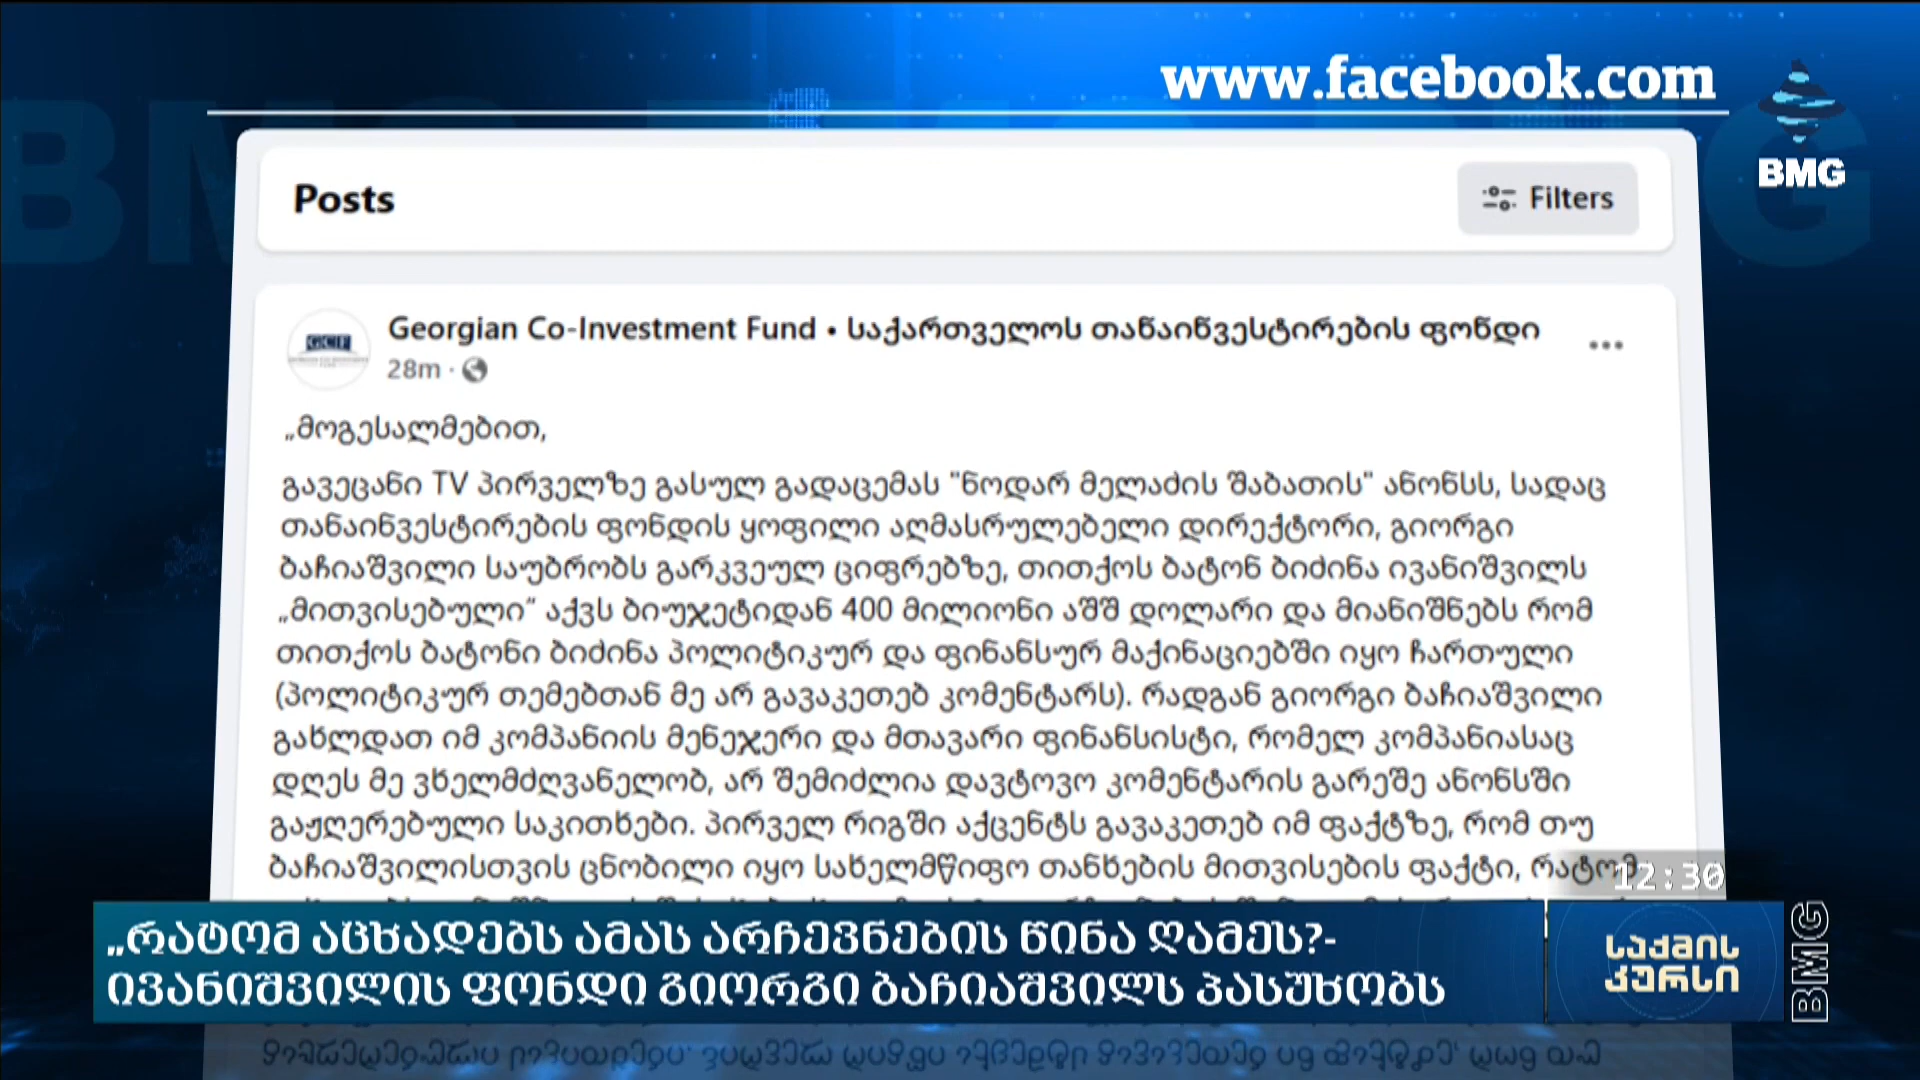 www.facebook.com
BMG
Posts
Filters
Georgian Co-Investment Fund • საქართველოს თანაინვესტირების ფონდი
28m ·
„მოგესალმებით,
გავეცანი TV პირველზე გასულ გადაცემას "ნოდარ მელაძის შაბათის" ანონსს, სადაც
თანაინვესტირების ფონდის ყოფილი აღმასრულებელი დირექტორი, გიორგი
ბაჩიაშვილი საუბრობს გარკვეულ ციფრებზე, თითქოს ბატონ ბიძინა ივანიშვილს
„მითვისებული“ აქვს ბიუჯეტიდან 400 მილიონი აშშ დოლარი და მიანიშნებს რომ
თითქოს ბატონი ბიძინა პოლიტიკურ და ფინანსურ მაქინაციებში იყო ჩართული
(პოლიტიკურ თემებთან მე არ გავაკეთებ კომენტარს). რადგან გიორგი ბაჩიაშვილი
გახლდათ იმ კომპანიის მენეჯერი და მთავარი ფინანსისტი, რომელ კომპანიასაც
დღეს მე ვხელმძღვანელობ, არ შემიძლია დავტოვო კომენტარის გარეშე ანონსში
გაჟღერებული საკითხები. პირველ რიგში აქცენტს გავაკეთებ იმ ფაქტზე, რომ თუ
ბაჩიაშვილისთვის ცნობილი იყო სახელმწიფო თანხების მითვისების ფაქტი, რატომ
12:30
„რატომ აცხადებს ამას არჩევნების წინა ღამეს?-
ივანიშვილის ფონდი გიორგი ბაჩიაშვილს პასუხობს
საქმის
კურსი
BMG